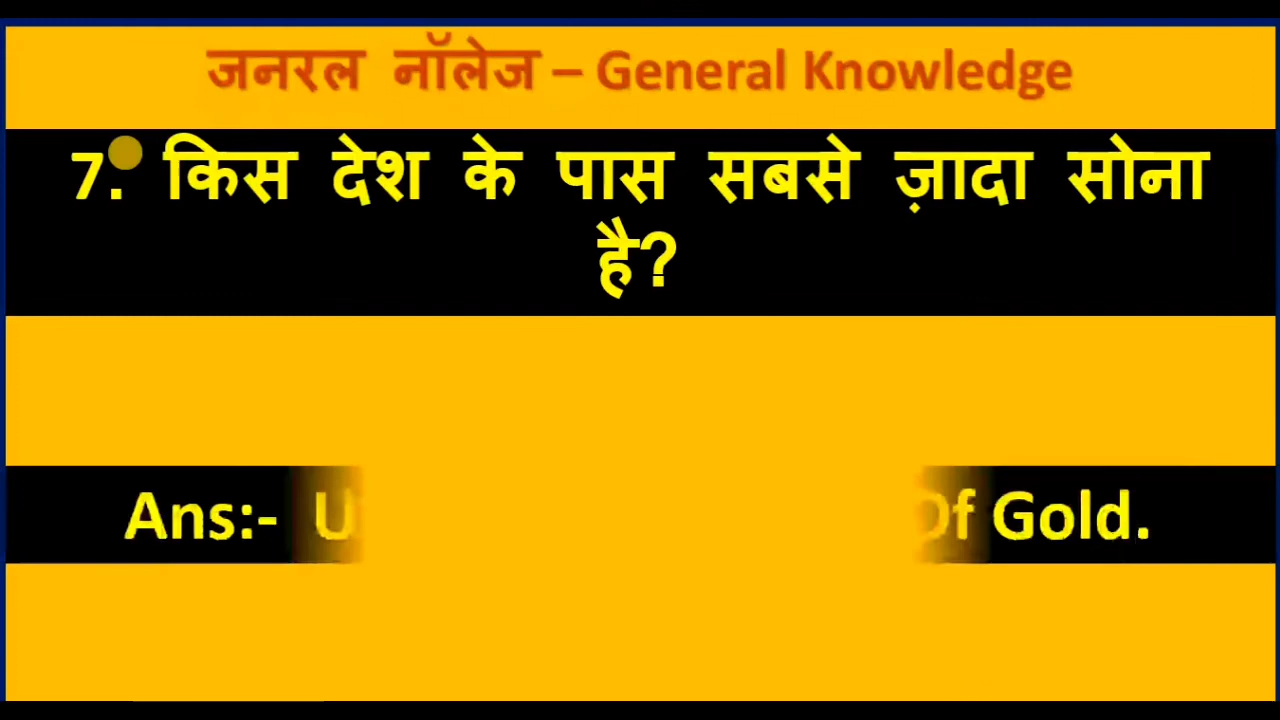 जनरल नॉलेज – General Knowledge
7. किस देश के पास सबसे ज़ादा सोना
है?
Ans:- Of Gold.